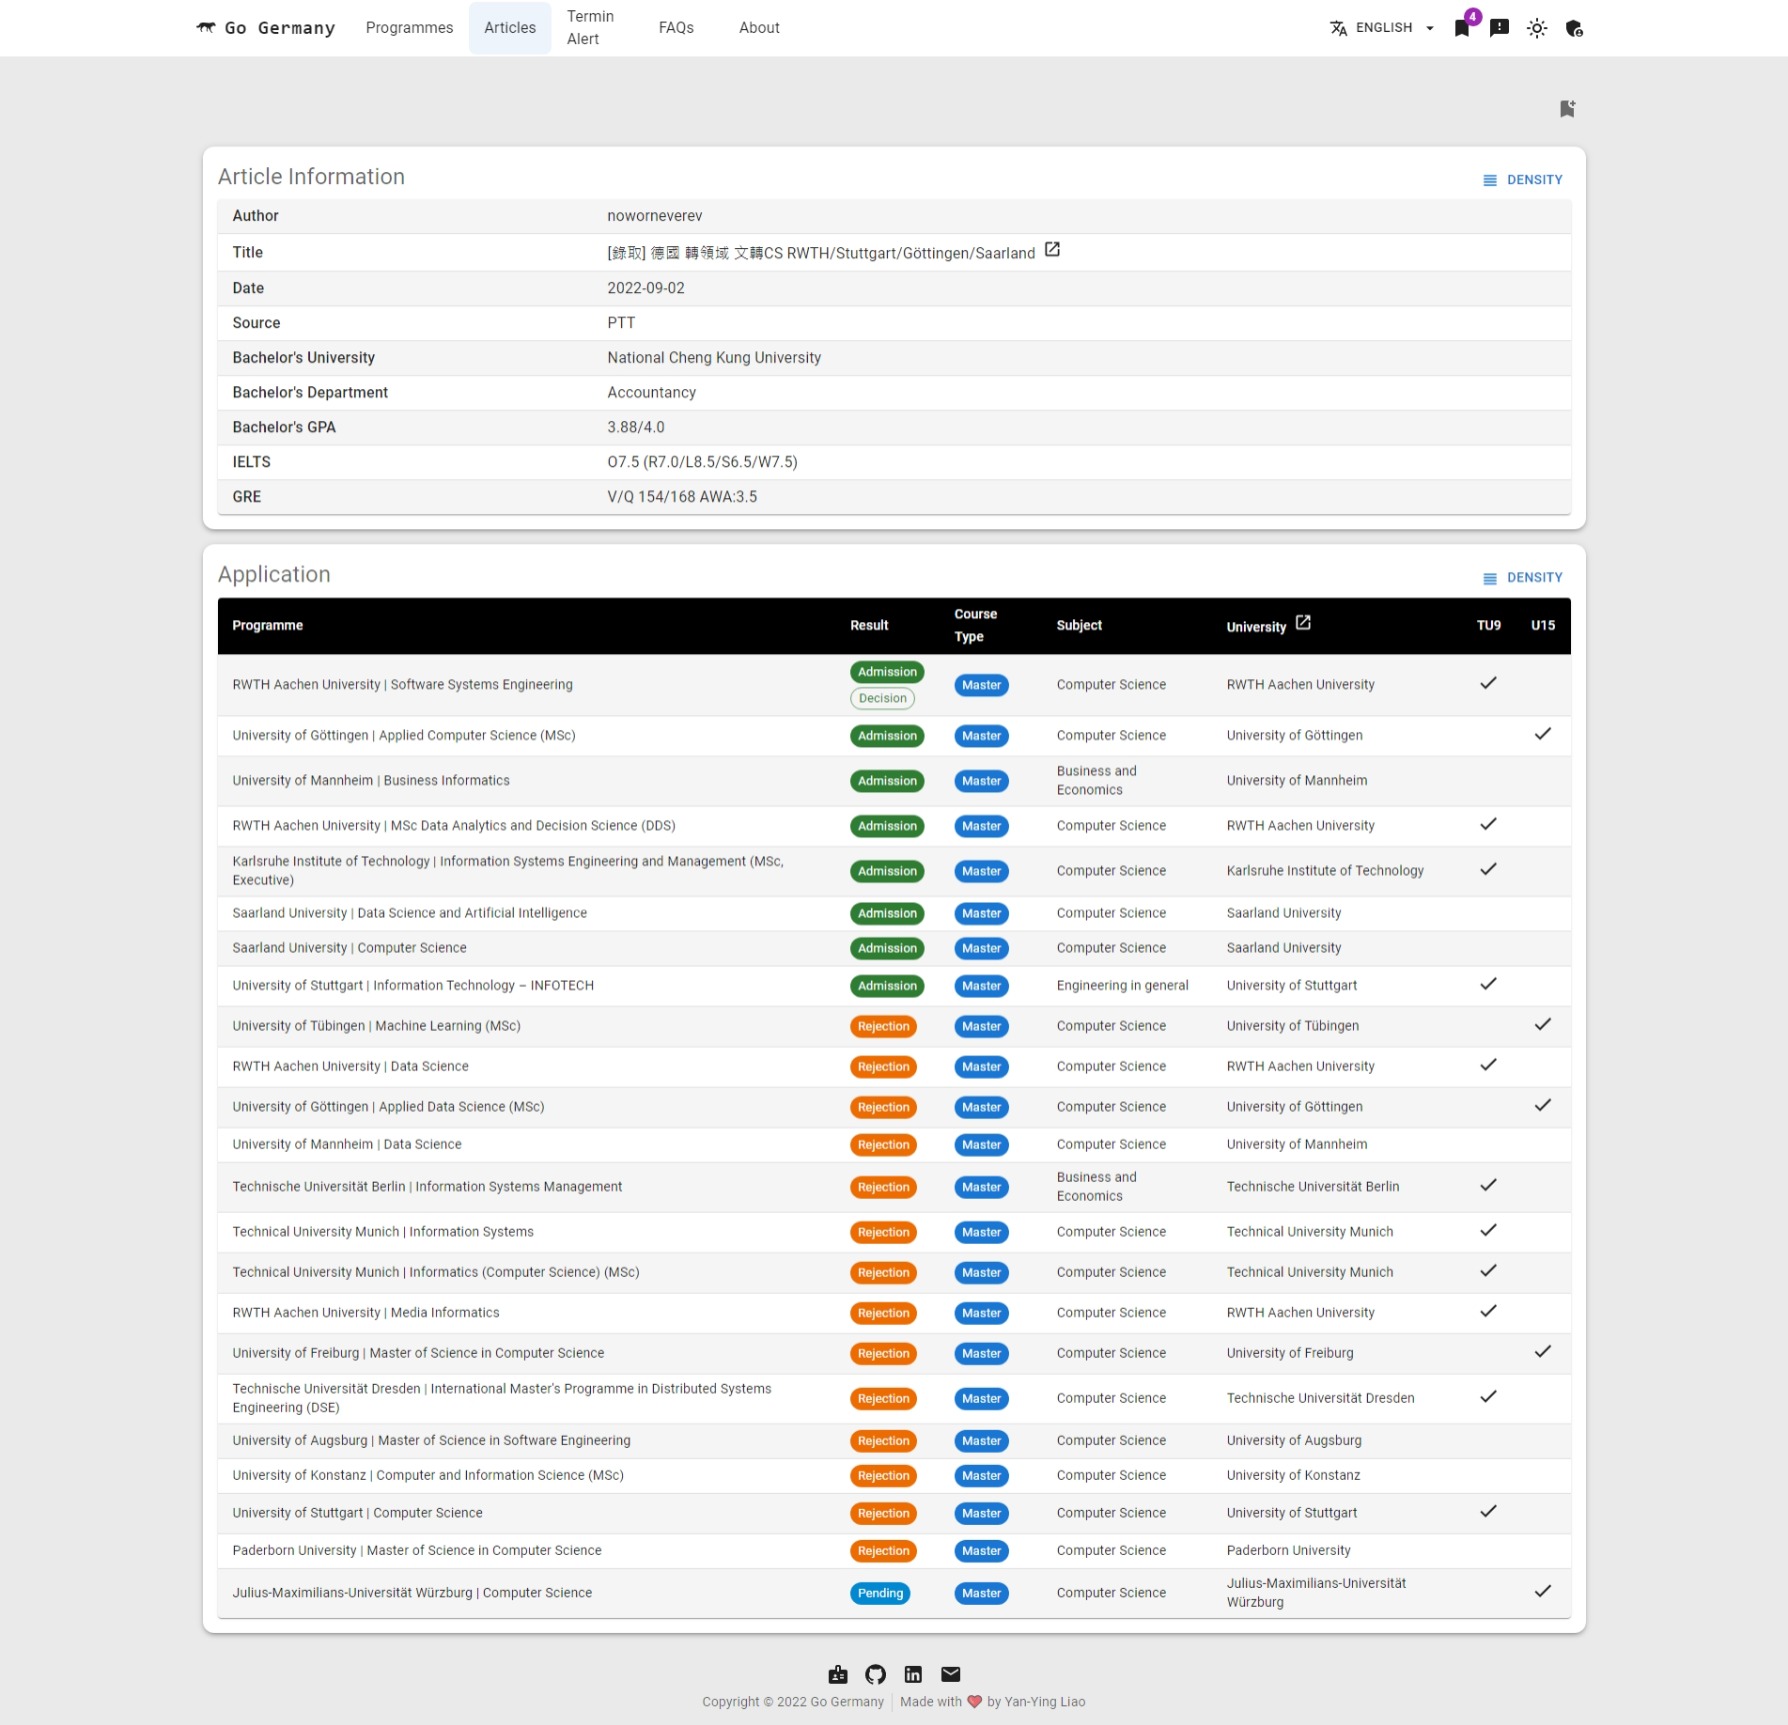 Go Germany
Programmes
Articles
Termin
Alert
FAQs
About
ENGLISH
4
Article Information
DENSITY
Author noworneverev
Title [錄取] 德國 轉領域 文轉CS RWTH/Stuttgart/Göttingen/Saarland
Date 2022-09-02
Source PTT
Bachelor's University National Cheng Kung University
Bachelor's Department Accountancy
Bachelor's GPA 3.88/4.0
IELTS O7.5 (R7.0/L8.5/S6.5/W7.5)
GRE V/Q 154/168 AWA:3.5
Application
DENSITY
Programme Result Course Type Subject University TU9 U15
RWTH Aachen University | Software Systems Engineering Admission Decision Master Computer Science RWTH Aachen University
University of Göttingen | Applied Computer Science (MSc) Admission Master Computer Science University of Göttingen
University of Mannheim | Business Informatics Admission Master Business and Economics University of Mannheim
RWTH Aachen University | MSc Data Analytics and Decision Science (DDS) Admission Master Computer Science RWTH Aachen University
Karlsruhe Institute of Technology | Information Systems Engineering and Management (MSc, Executive) Admission Master Computer Science Karlsruhe Institute of Technology
Saarland University | Data Science and Artificial Intelligence Admission Master Computer Science Saarland University
Saarland University | Computer Science Admission Master Computer Science Saarland University
University of Stuttgart | Information Technology – INFOTECH Admission Master Engineering in general University of Stuttgart
University of Tübingen | Machine Learning (MSc) Rejection Master Computer Science University of Tübingen
RWTH Aachen University | Data Science Rejection Master Computer Science RWTH Aachen University
University of Göttingen | Applied Data Science (MSc) Rejection Master Computer Science University of Göttingen
University of Mannheim | Data Science Rejection Master Computer Science University of Mannheim
Technische Universität Berlin | Information Systems Management Rejection Master Business and Economics Technische Universität Berlin
Technical University Munich | Information Systems Rejection Master Computer Science Technical University Munich
Technical University Munich | Informatics (Computer Science) (MSc) Rejection Master Computer Science Technical University Munich
RWTH Aachen University | Media Informatics Rejection Master Computer Science RWTH Aachen University
University of Freiburg | Master of Science in Computer Science Rejection Master Computer Science University of Freiburg
Technische Universität Dresden | International Master's Programme in Distributed Systems Engineering (DSE) Rejection Master Computer Science Technische Universität Dresden
University of Augsburg | Master of Science in Software Engineering Rejection Master Computer Science University of Augsburg
University of Konstanz | Computer and Information Science (MSc) Rejection Master Computer Science University of Konstanz
University of Stuttgart | Computer Science Rejection Master Computer Science University of Stuttgart
Paderborn University | Master of Science in Computer Science Rejection Master Computer Science Paderborn University
Julius-Maximilians-Universität Würzburg | Computer Science Pending Master Computer Science Julius-Maximilians-Universität Würzburg
Copyright © 2022 Go Germany | Made with ❤ by Yan-Ying Liao